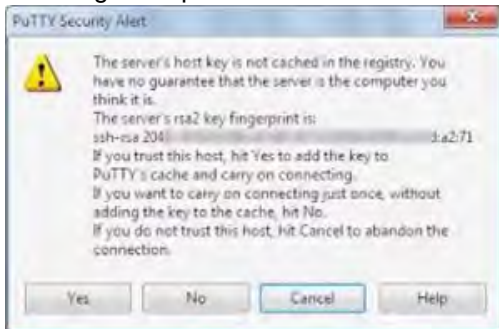 PuTTY Security Alert
The server's host key is not cached in the registry. You
have no guarantee that the server is the computer you
think it is.
The server's rsa2 key fingerprint is:
ssh-rsa 204 a2:71
If you trust this host, hit Yes to add the key to
PuTTY's cache and carry on connecting.
If you want to carry on connecting just once, without
adding the key to the cache, hit No.
If you do not trust this host, hit Cancel to abandon the
connection.
Yes No Cancel Help